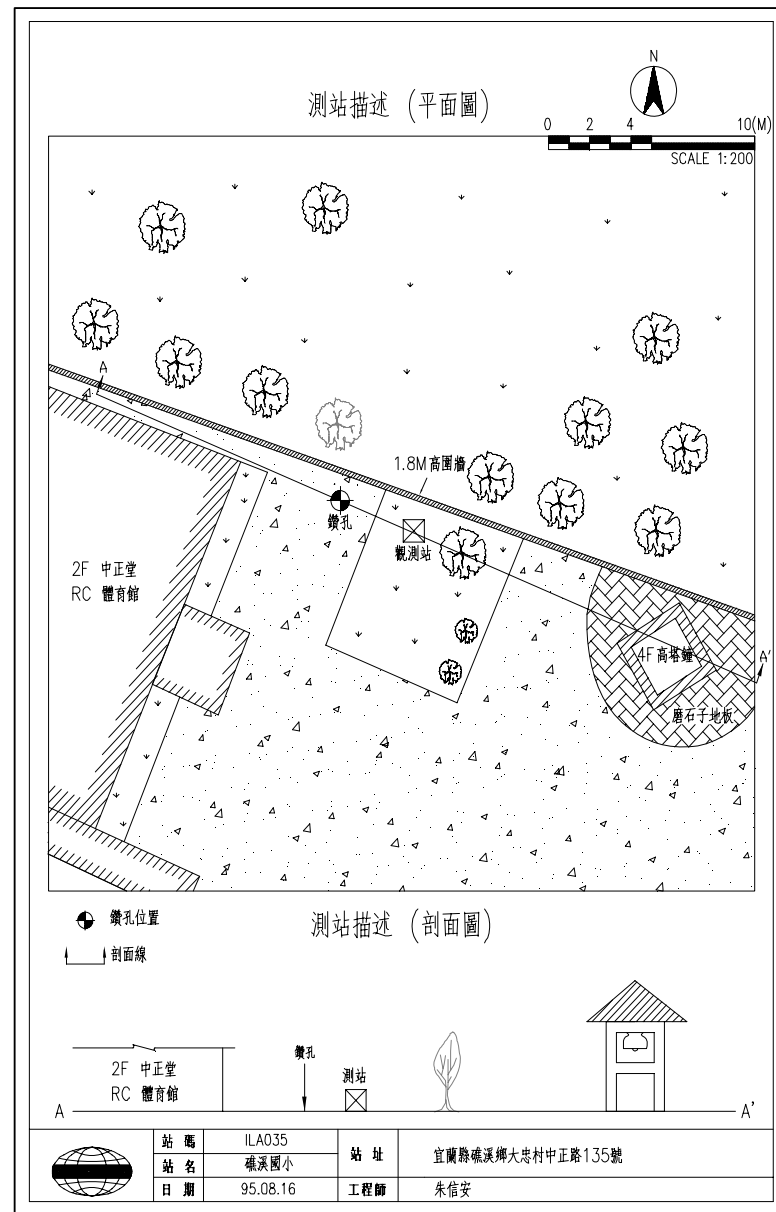 測站描述 (平面圖)
N
0 2 4 10(M)
SCALE 1:200
A
1.8M高圍牆
鑽孔
觀測站
2F 中正堂
RC 體育館
4F高塔鐘
A'
磨石子地板
鑽孔位置
測站描述 (剖面圖)
剖面線
鑽孔
2F 中正堂
測站
RC 體育館
A
A'
站 碼 ILA035
站 址 宜蘭縣礁溪鄉大忠村中正路135號
站 名 礁溪國小
日 期 95.08.16
工程師 朱信安